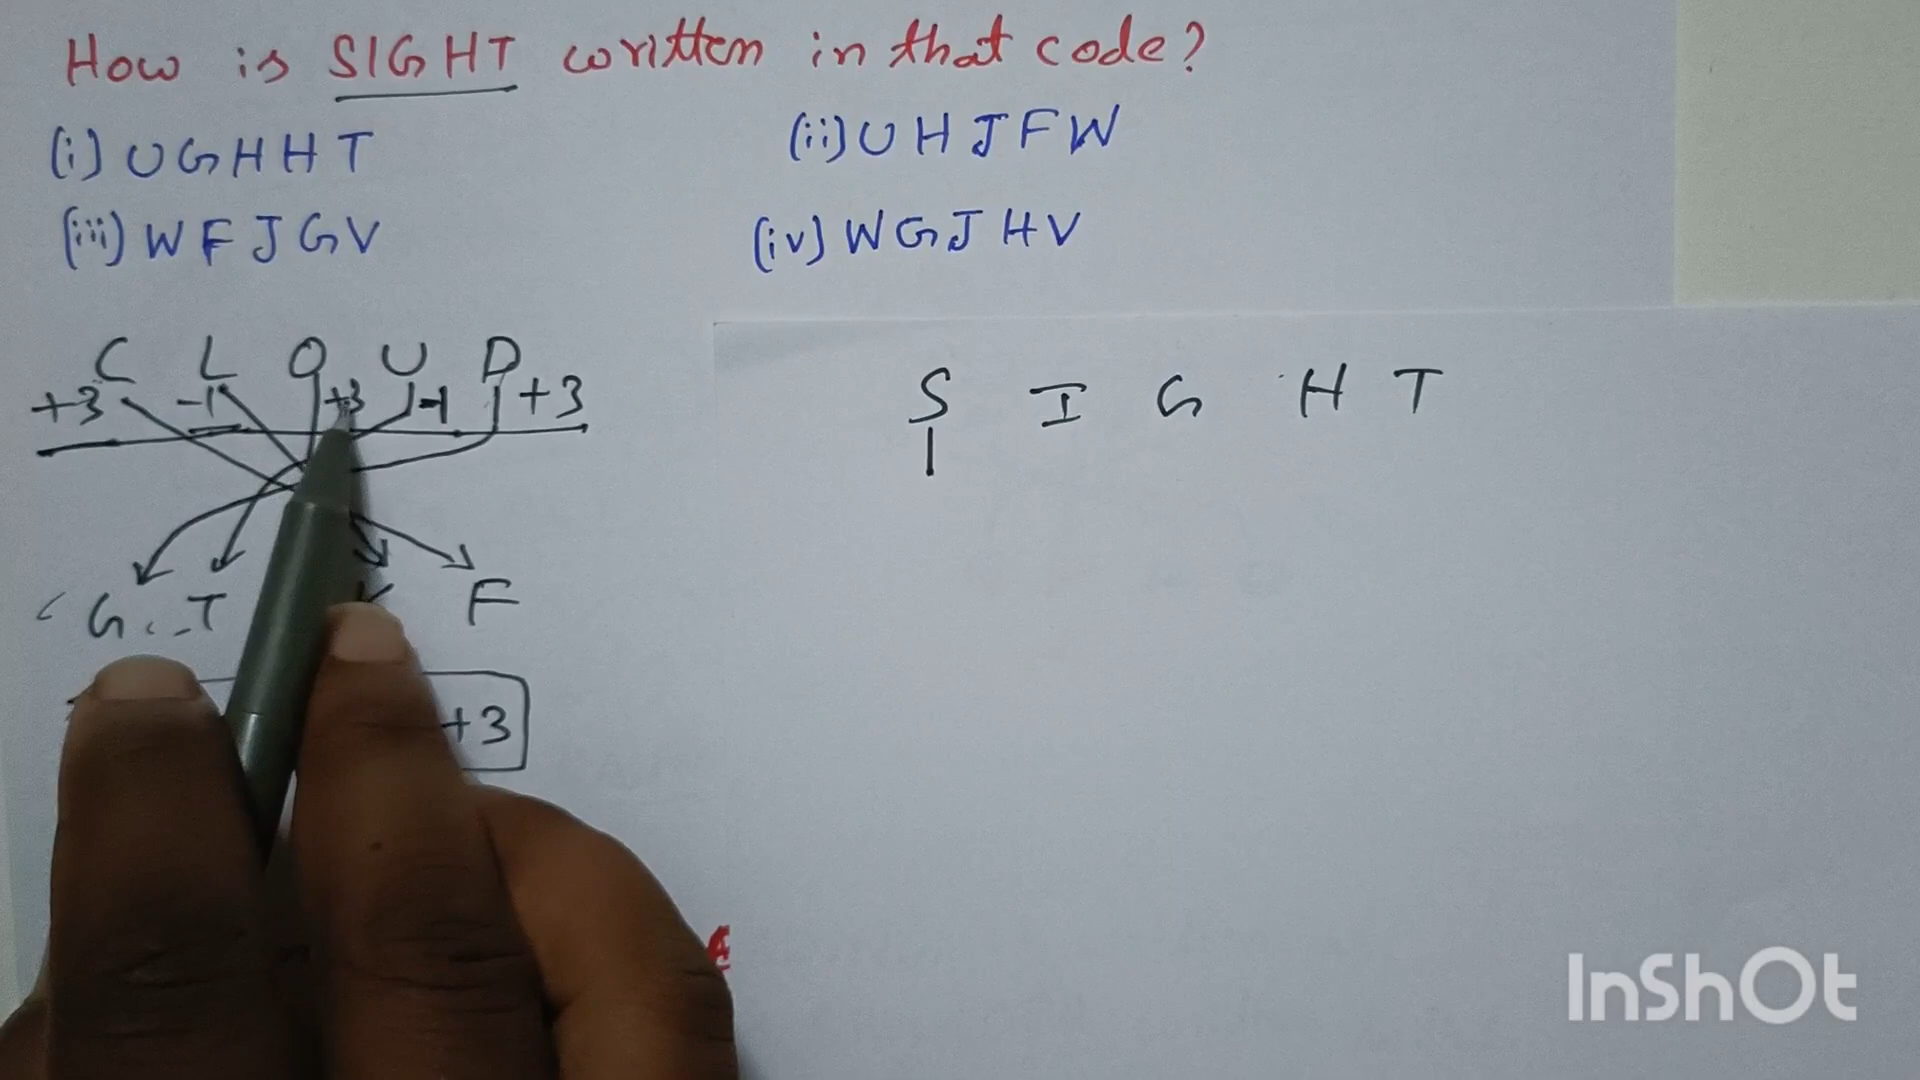 How is SIGHT written in that code?
(i) UGHHT (ii) UHJFW
(iii) WFJGV (iv) WGJHV
C L O U D
+3 -1 +3 -1 +3
S I G H T
G T F
+3
InShOt